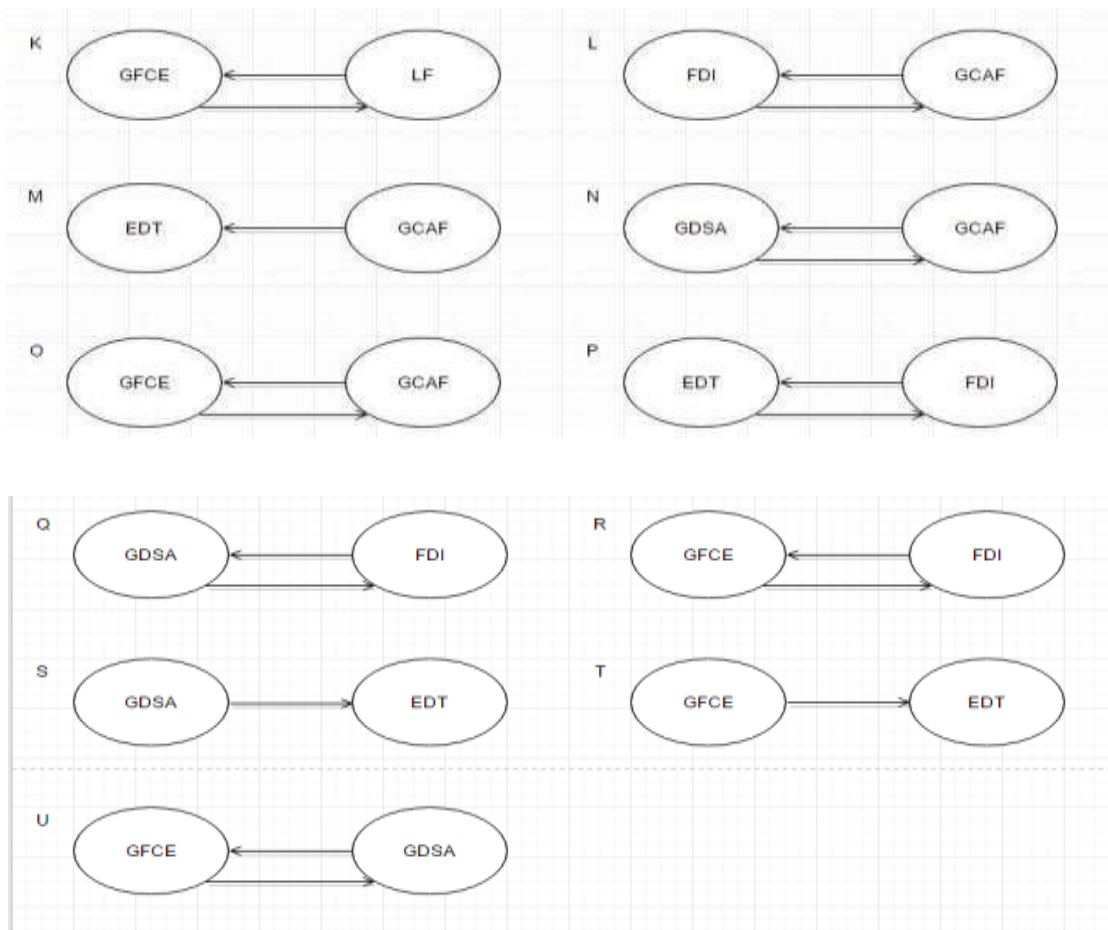 K GFCE LF L FDI GCAF
M EDT GCAF N GDSA GCAF
O GFCE GCAF P EDT FDI
Q GDSA FDI R GFCE FDI
S GDSA EDT T GFCE EDT
U GFCE GDSA